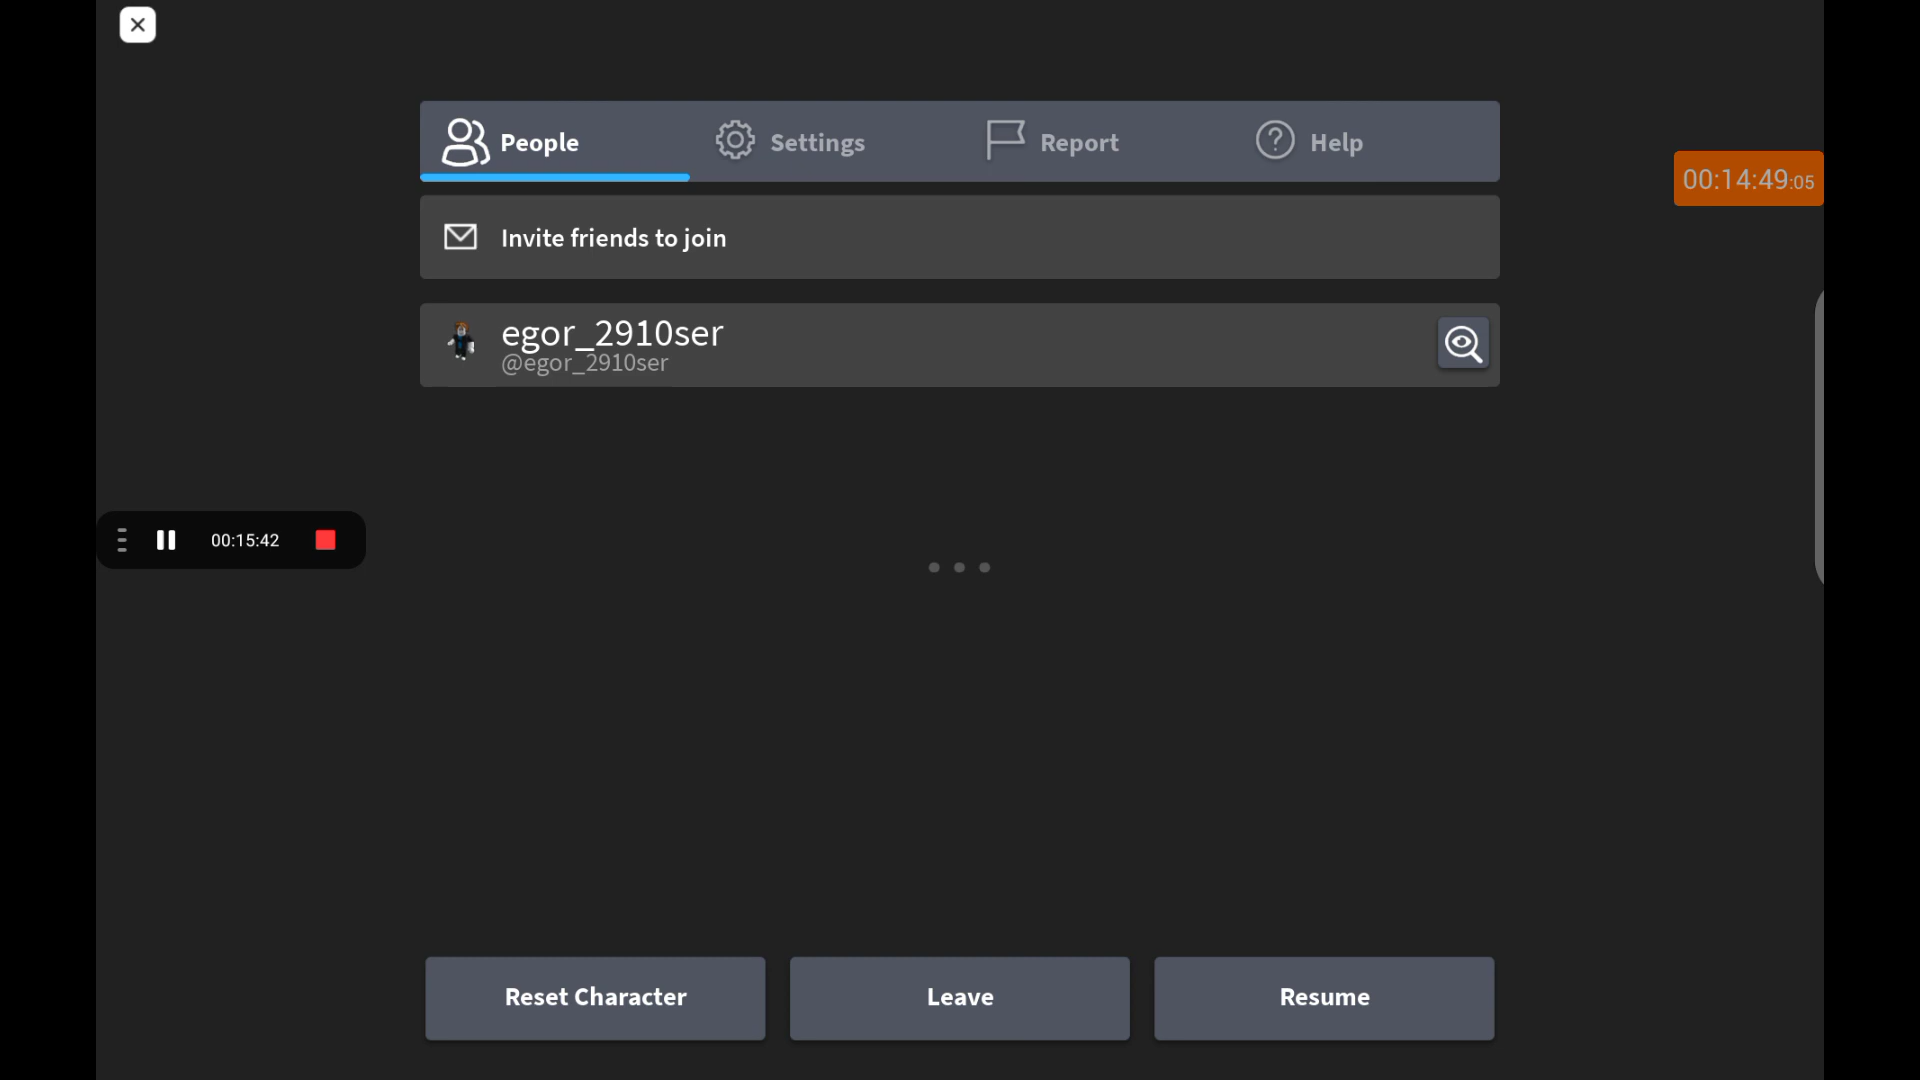 People
Settings
Report
Help
00:14:49:05
Invite friends to join
egor_2910ser
@egor_2910ser
00:15:42
Reset Character
Leave
Resume